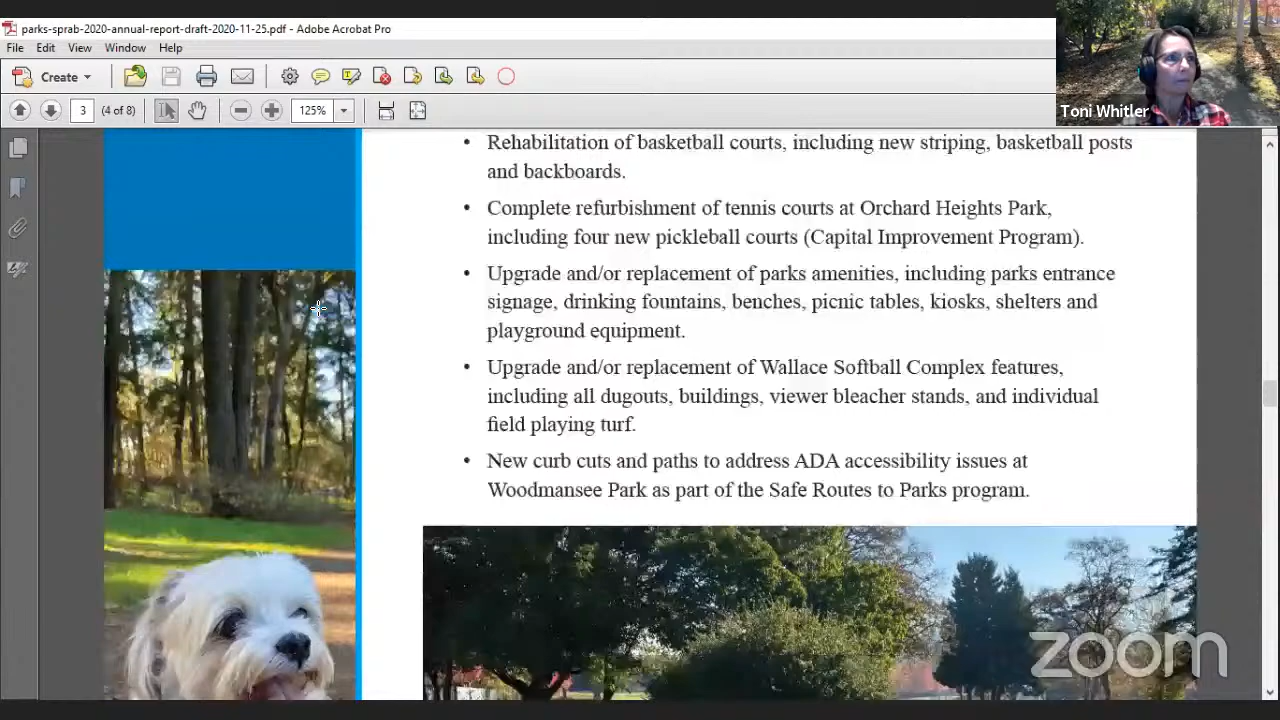 parks-sprab-2020-annual-report-draft-2020-11-25.pdf - Adobe Acrobat Pro
File Edit View Window Help
Create
3 (4 of 8) 125%
Toni Whitler
• Rehabilitation of basketball courts, including new striping, basketball posts
and backboards.
• Complete refurbishment of tennis courts at Orchard Heights Park,
including four new pickleball courts (Capital Improvement Program).
• Upgrade and/or replacement of parks amenities, including parks entrance
signage, drinking fountains, benches, picnic tables, kiosks, shelters and
playground equipment.
• Upgrade and/or replacement of Wallace Softball Complex features,
including all dugouts, buildings, viewer bleacher stands, and individual
field playing turf.
• New curb cuts and paths to address ADA accessibility issues at
Woodmansee Park as part of the Safe Routes to Parks program.
zoom